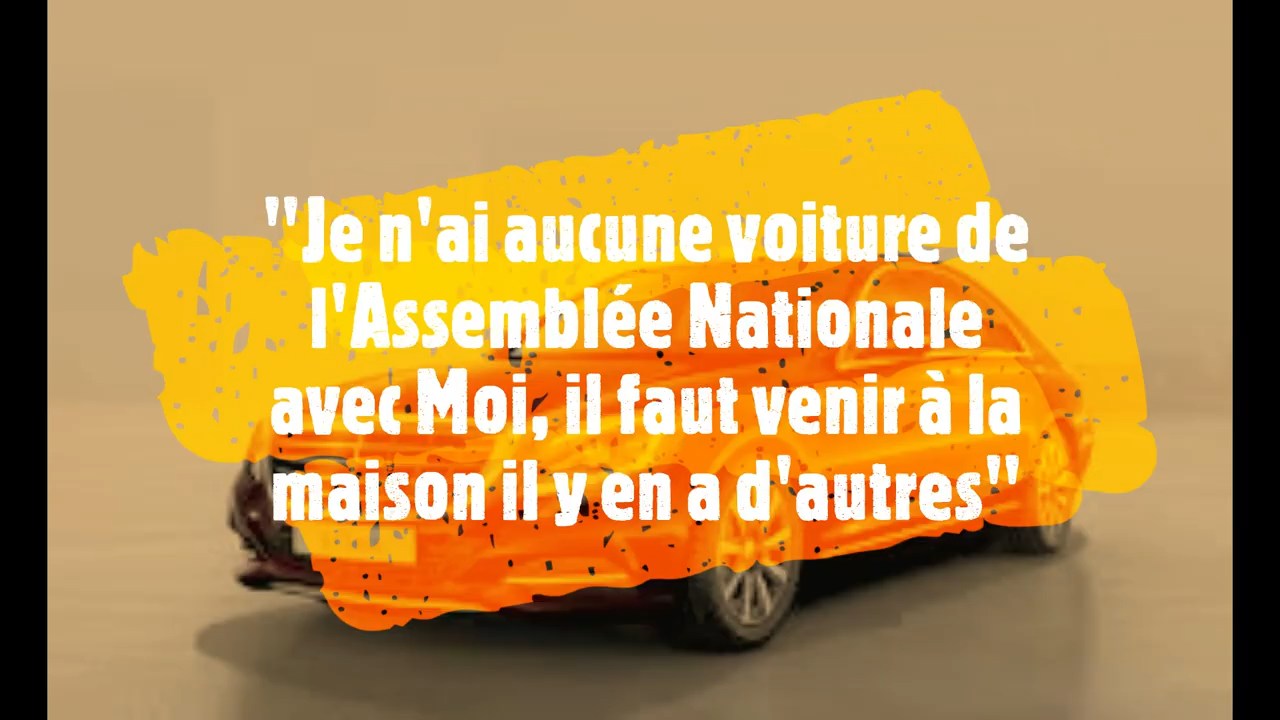 "Je n'ai aucune voiture de
l'Assemblée Nationale
avec Moi, il faut venir à la
maison il y en a d'autres"